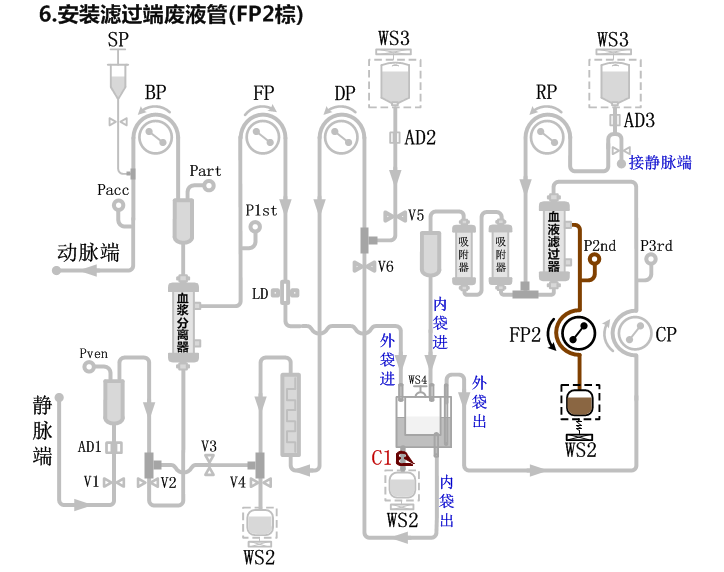 6.安装滤过端废液管(FP2棕)
SP
BP
FP
DP
WS3
RP
WS3
AD2
AD3
接静脉端
Part
Pacc
P1st
V5
动脉端
V6
LD
血浆分离器
吸附器
吸附器
血液滤过器
P2nd
P3rd
内袋进
外袋进
FP2
CP
Pven
WS4
外袋出
静脉端
AD1
V3
C1
WS2
V1
V2
V4
内袋出
WS2
WS2